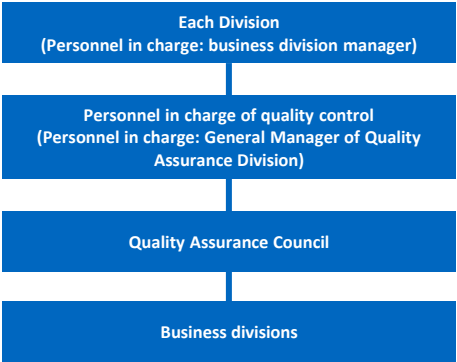 Each Division
(Personnel in charge: business division manager)
Personnel in charge of quality control
(Personnel in charge: General Manager of Quality
Assurance Division)
Quality Assurance Council
Business divisions